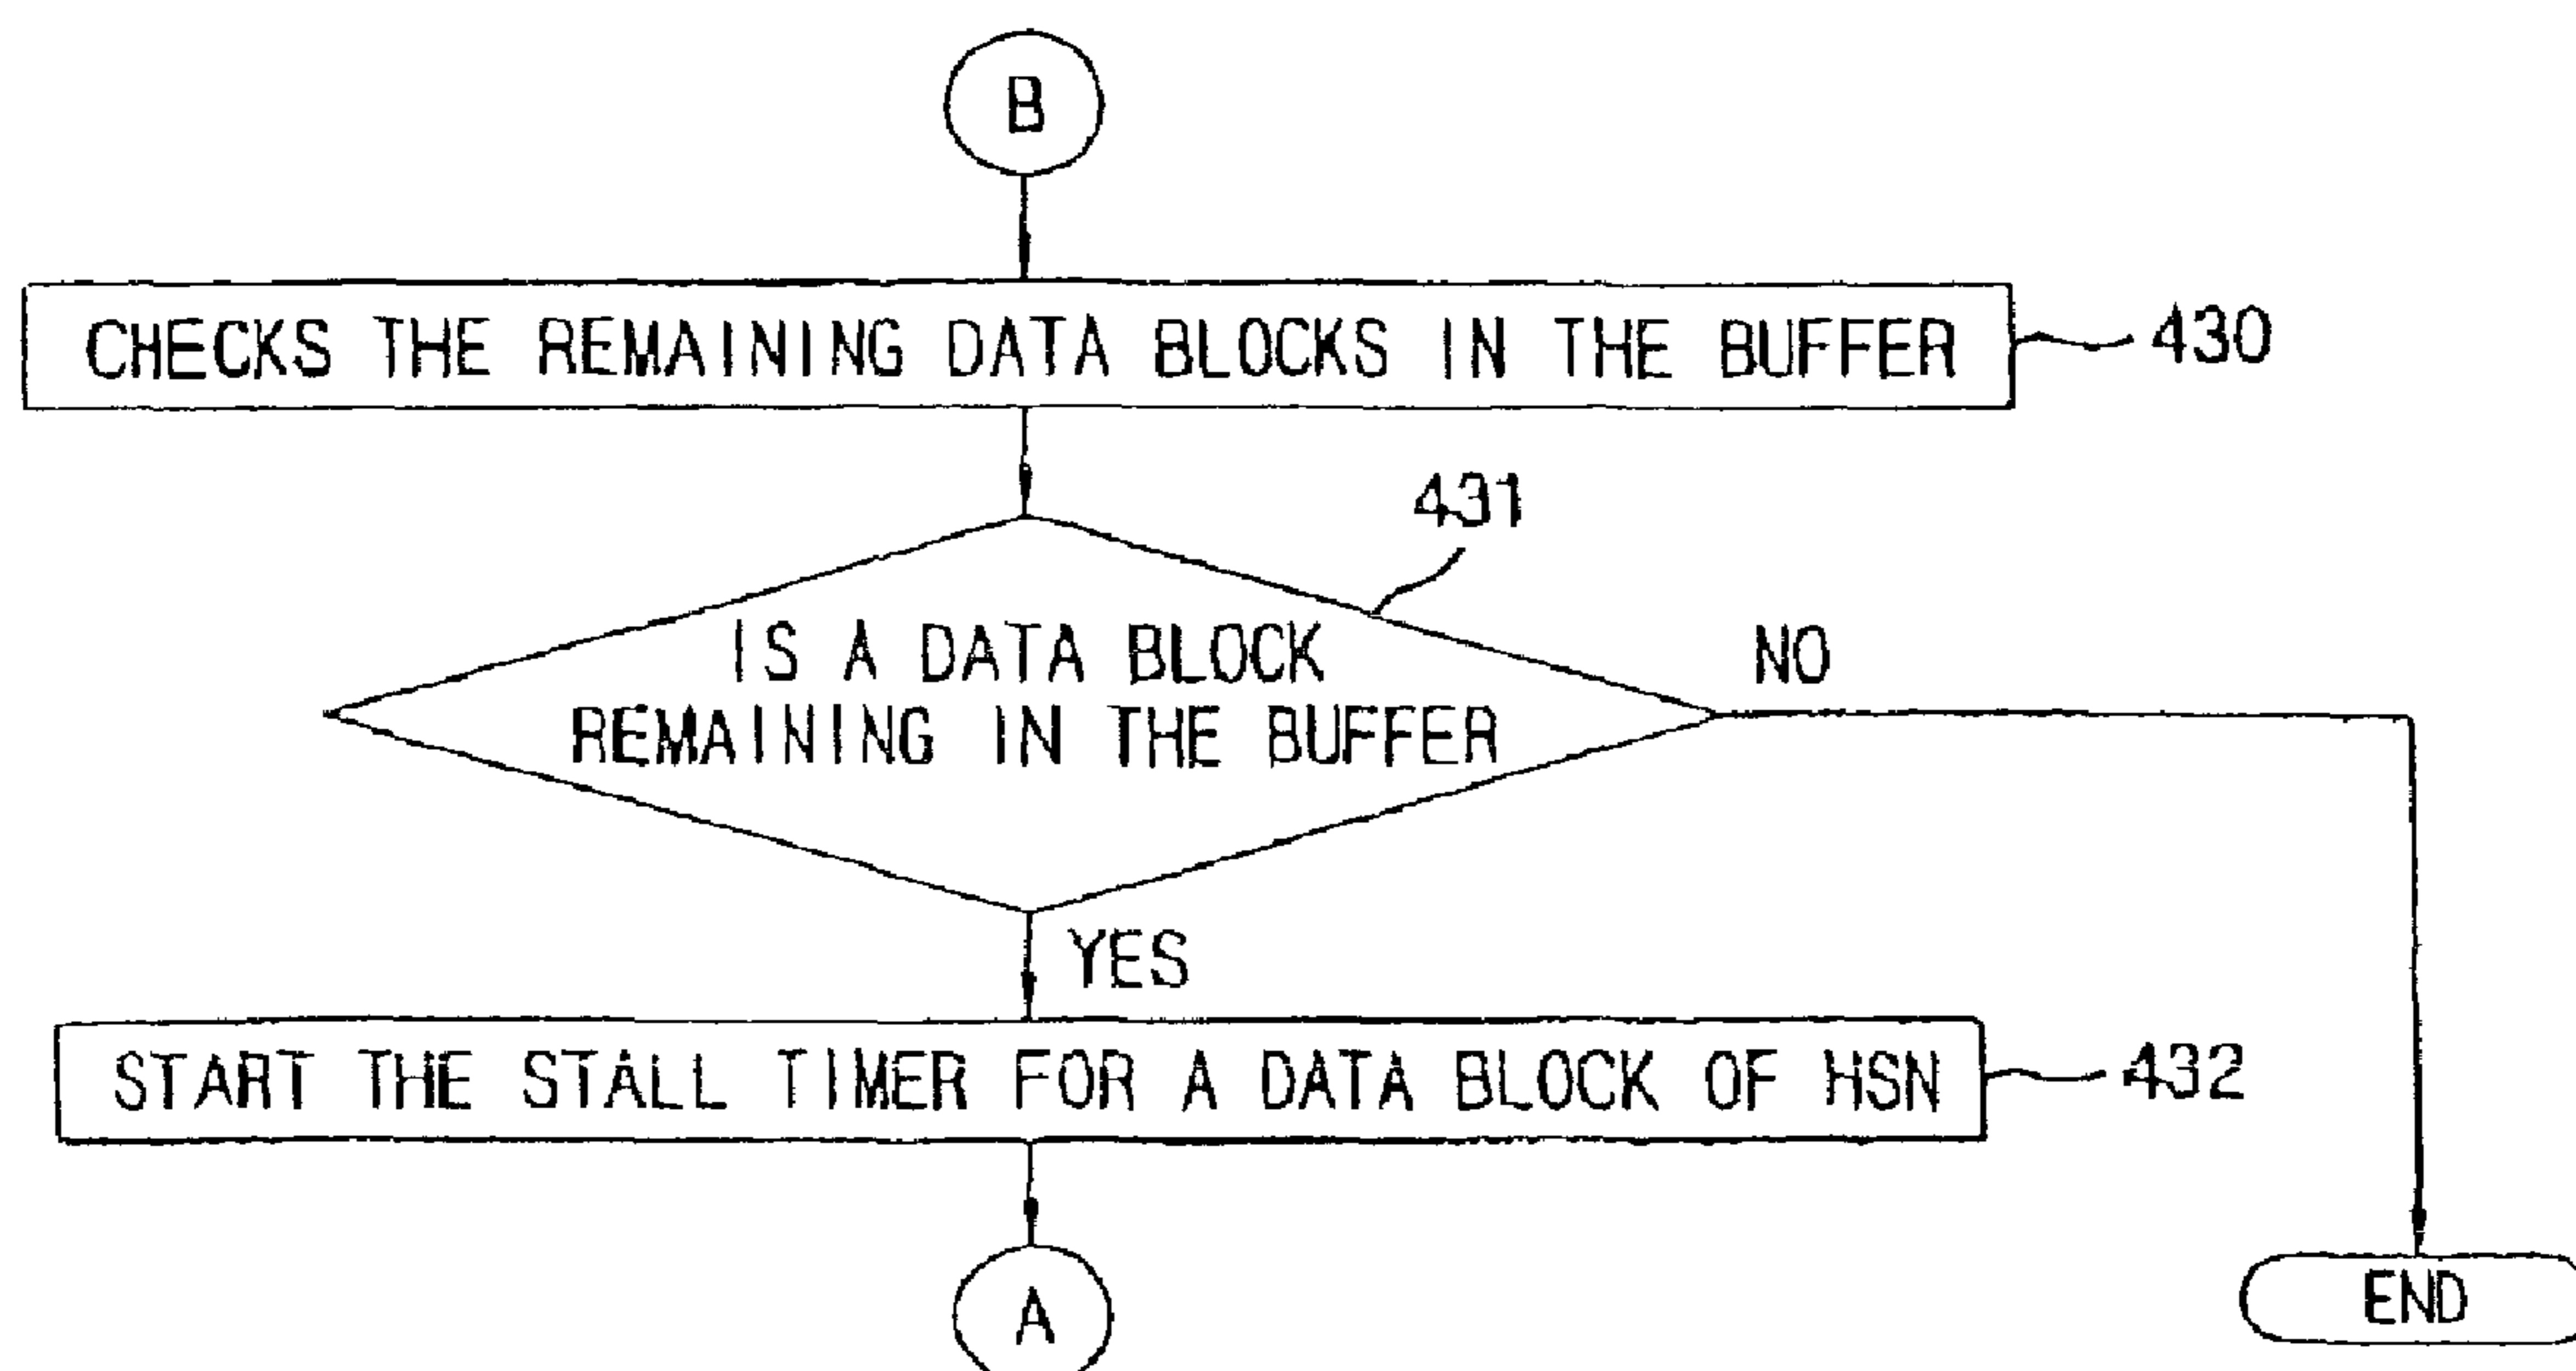 B
CHECKS THE REMAINING DATA BLOCKS IN THE BUFFER
430
431
IS A DATA BLOCK
REMAINING IN THE BUFFER
NO
YES
START THE STALL TIMER FOR A DATA BLOCK OF HSN
432
A
END